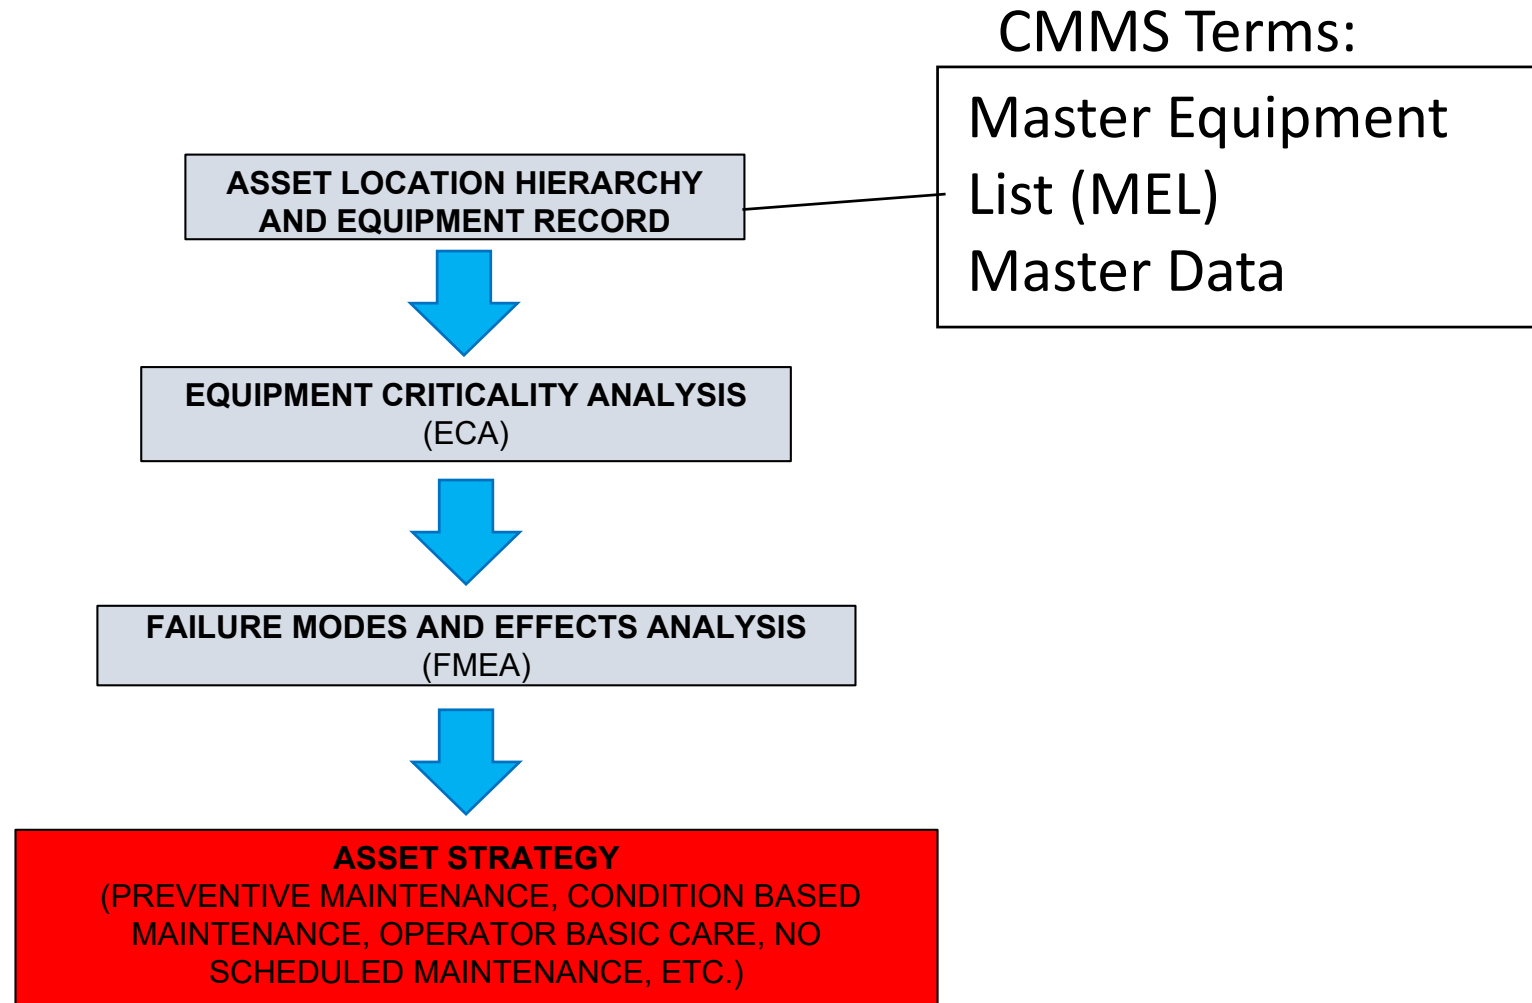 CMMS Terms:
Master Equipment
List (MEL)
Master Data
ASSET LOCATION HIERARCHY
AND EQUIPMENT RECORD
EQUIPMENT CRITICALITY ANALYSIS
(ECA)
FAILURE MODES AND EFFECTS ANALYSIS
(FMEA)
ASSET STRATEGY
(PREVENTIVE MAINTENANCE, CONDITION BASED
MAINTENANCE, OPERATOR BASIC CARE, NO
SCHEDULED MAINTENANCE, ETC.)